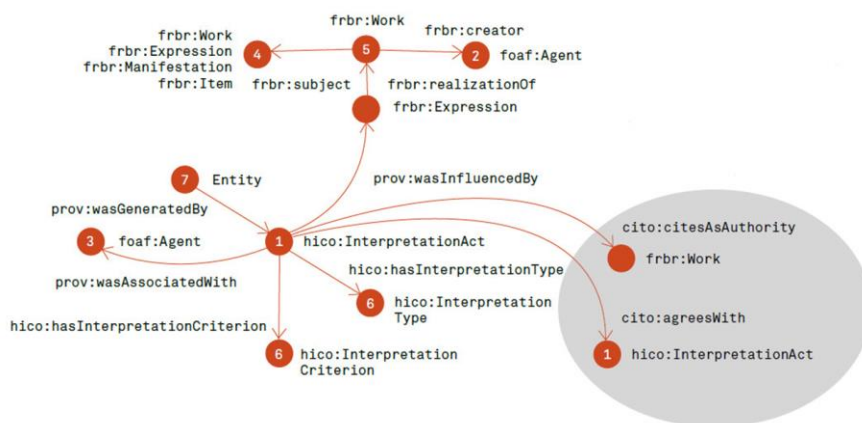 frbr:Work
frbr:creator
frbr:Work
frbr:Expression
frbr:Manifestation
frbr:Item
4
5
2
foaf:Agent
frbr:subject
frbr:realizationOf
frbr:Expression
7
Entity
prov:wasInfluencedBy
prov:wasGeneratedBy
3
foaf:Agent
1
hico:InterpretationAct
cito:citesAsAuthority
frbr:Work
prov:wasAssociatedWith
hico:hasInterpretationType
6
hico:Interpretation
Type
hico:hasInterpretationCriterion
cito:agreesWith
6
hico:Interpretation
Criterion
1
hico:InterpretationAct